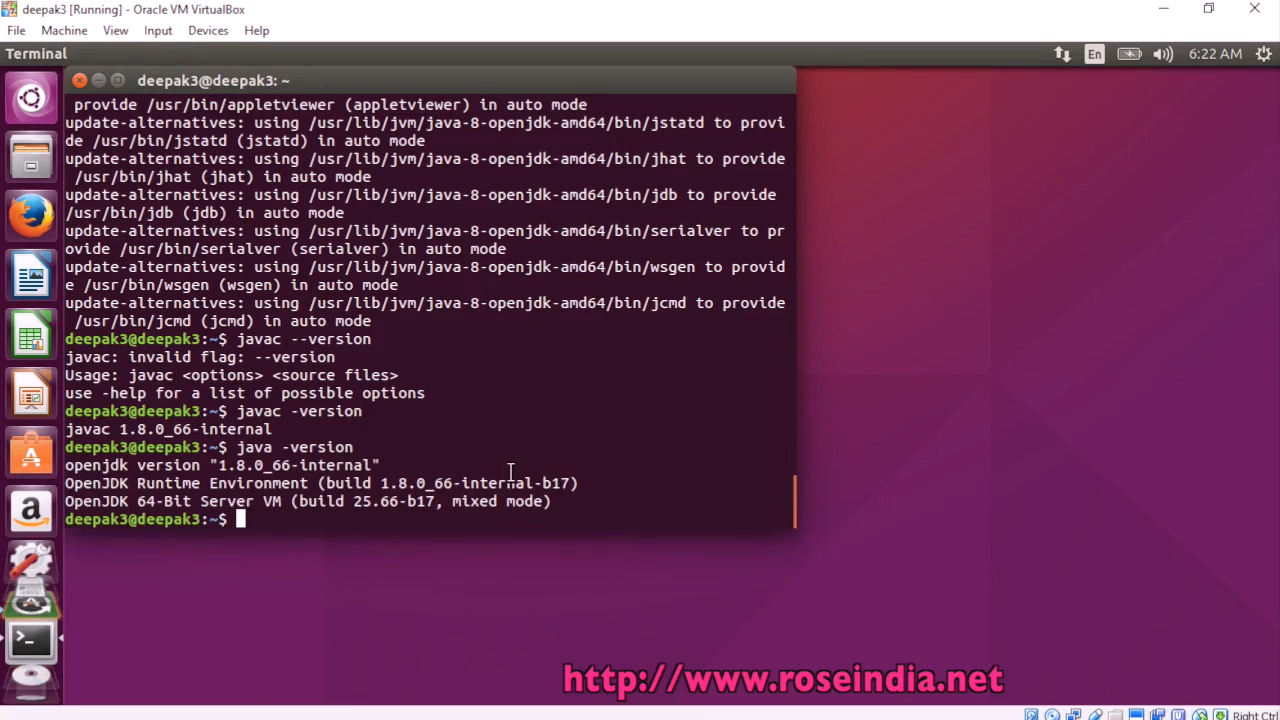 deepak3 [Running] - Oracle VM VirtualBox
File Machine View Input Devices Help
Terminal
En
6:22 AM
deepak3@deepak3: ~
provide /usr/bin/appletviewer (appletviewer) in auto mode
update-alternatives: using /usr/lib/jvm/java-8-openjdk-amd64/bin/jstatd to provi
de /usr/bin/jstatd (jstatd) in auto mode
update-alternatives: using /usr/lib/jvm/java-8-openjdk-amd64/bin/jhat to provide
/usr/bin/jhat (jhat) in auto mode
update-alternatives: using /usr/lib/jvm/java-8-openjdk-amd64/bin/jdb to provide
/usr/bin/jdb (jdb) in auto mode
update-alternatives: using /usr/lib/jvm/java-8-openjdk-amd64/bin/serialver to pr
ovide /usr/bin/serialver (serialver) in auto mode
update-alternatives: using /usr/lib/jvm/java-8-openjdk-amd64/bin/wsgen to provid
e /usr/bin/wsgen (wsgen) in auto mode
update-alternatives: using /usr/lib/jvm/java-8-openjdk-amd64/bin/jcmd to provide
/usr/bin/jcmd (jcmd) in auto mode
deepak3@deepak3:~$ javac --version
javac: invalid flag: --version
Usage: javac <options> <source files>
use -help for a list of possible options
deepak3@deepak3:~$ javac -version
javac 1.8.0_66-internal
deepak3@deepak3:~$ java -version
openjdk version "1.8.0_66-internal"
OpenJDK Runtime Environment (build 1.8.0_66-internal-b17)
OpenJDK 64-Bit Server VM (build 25.66-b17, mixed mode)
deepak3@deepak3:~$
http://www.roseindia.net
Right Ctrl